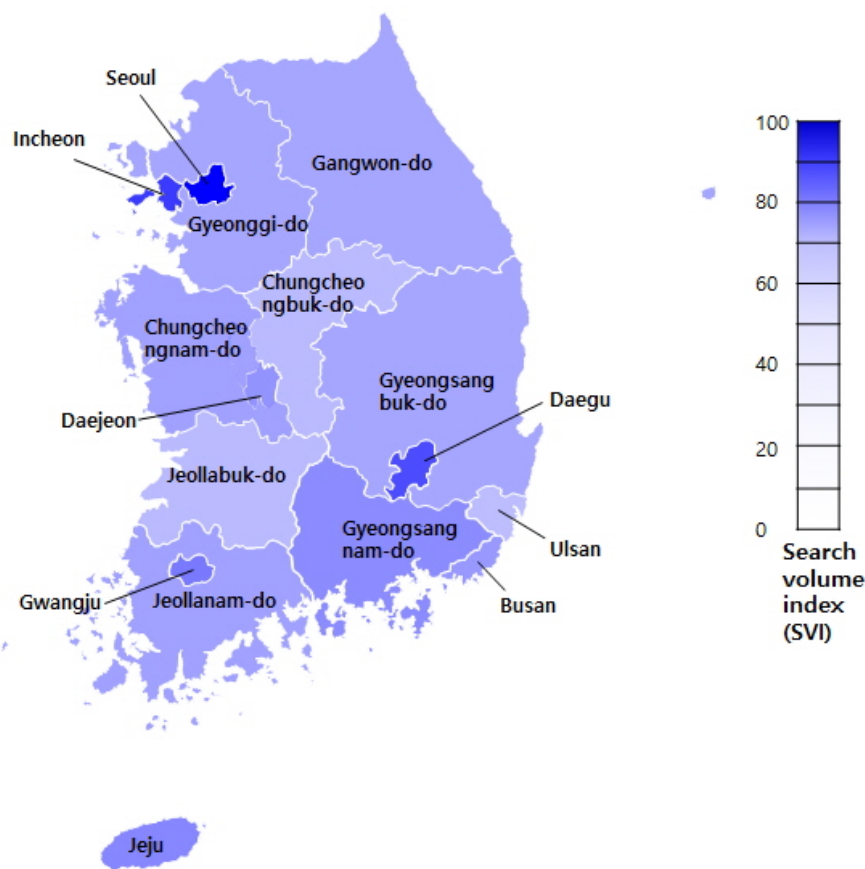 Seoul
Incheon
Gangwon-do
Gyeonggi-do
Chungcheo
ngbuk-do
Chungcheo
ngnam-do
Gyeongsang
buk-do
Daegu
Daejeon
Jeollabuk-do
Gyeongsang
nam-do
Ulsan
Gwangju
Jeollanam-do
Busan
Jeju
100
80
60
40
20
0
Search
volume
index
(SVI)